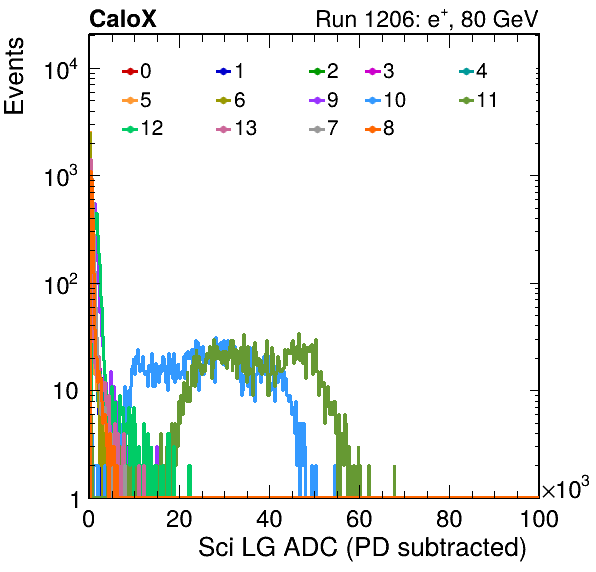 CaloX Run 1206: e⁺, 80 GeV
Events
10⁴
10³
10²
10
1
0 1 2 3 4
5 6 9 10 11
12 13 7 8
0 20 40 60 80 100
×10³
Sci LG ADC (PD subtracted)